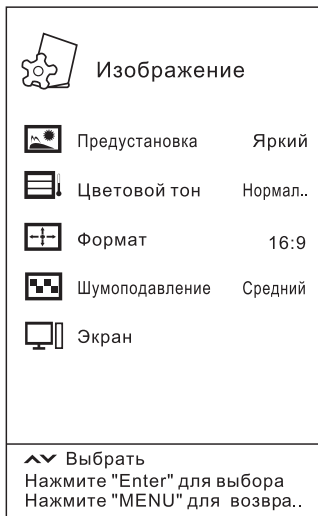 Изображение
Предустановка Яркий
Цветовой тон Нормал..
Формат 16:9
Шумоподавление Средний
Экран
Выбрать
Нажмите "Enter" для выбора
Нажмите "MENU" для возвра..